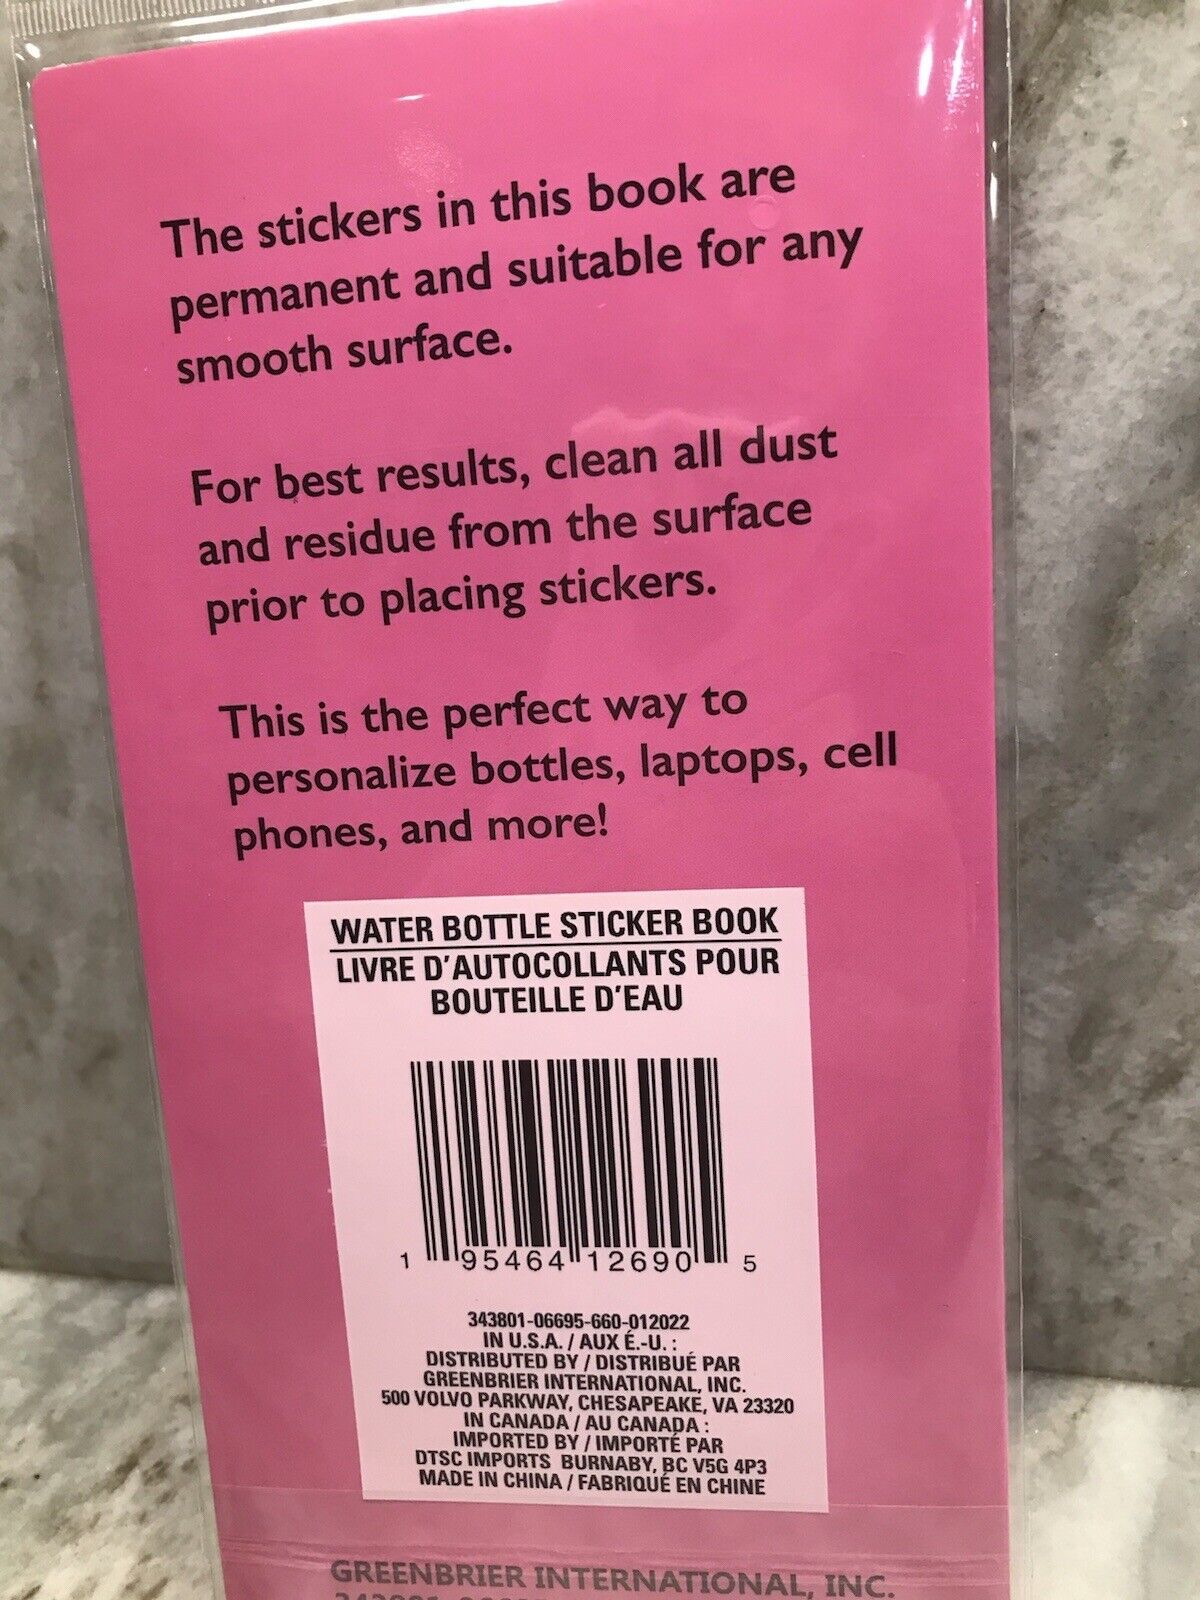 The stickers in this book are
permanent and suitable for any
smooth surface.
For best results, clean all dust
and residue from the surface
prior to placing stickers.
This is the perfect way to
personalize bottles, laptops, cell
phones, and more!
WATER BOTTLE STICKER BOOK
LIVRE D'AUTOCOLLANTS POUR
BOUTEILLE D'EAU
1 95464 12690 5
343801-06695-660-012022
IN U.S.A. / AUX É.-U. :
DISTRIBUTED BY / DISTRIBUÉ PAR
GREENBRIER INTERNATIONAL, INC.
500 VOLVO PARKWAY, CHESAPEAKE, VA 23320
IN CANADA / AU CANADA :
IMPORTED BY / IMPORTÉ PAR
DTSC IMPORTS BURNABY, BC V5G 4P3
MADE IN CHINA / FABRIQUÉ EN CHINE
GREENBRIER INTERNATIONAL, INC.